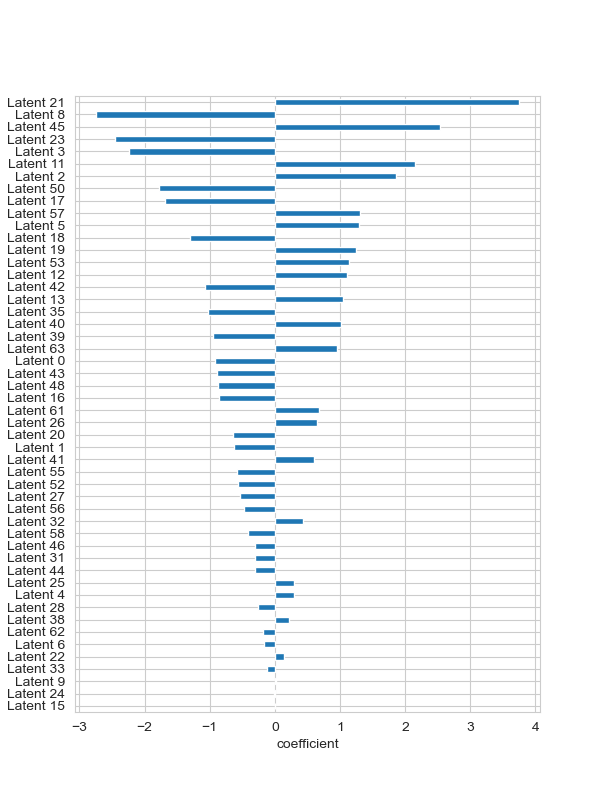 Latent 21
Latent 8
Latent 45
Latent 23
Latent 3
Latent 11
Latent 2
Latent 50
Latent 17
Latent 57
Latent 5
Latent 18
Latent 19
Latent 53
Latent 12
Latent 42
Latent 13
Latent 35
Latent 40
Latent 39
Latent 63
Latent 0
Latent 43
Latent 48
Latent 16
Latent 61
Latent 26
Latent 20
Latent 1
Latent 41
Latent 55
Latent 52
Latent 27
Latent 56
Latent 32
Latent 58
Latent 46
Latent 31
Latent 44
Latent 25
Latent 4
Latent 28
Latent 38
Latent 62
Latent 6
Latent 22
Latent 33
Latent 9
Latent 24
Latent 15
−3 −2 −1 0 1 2 3 4
coefficient